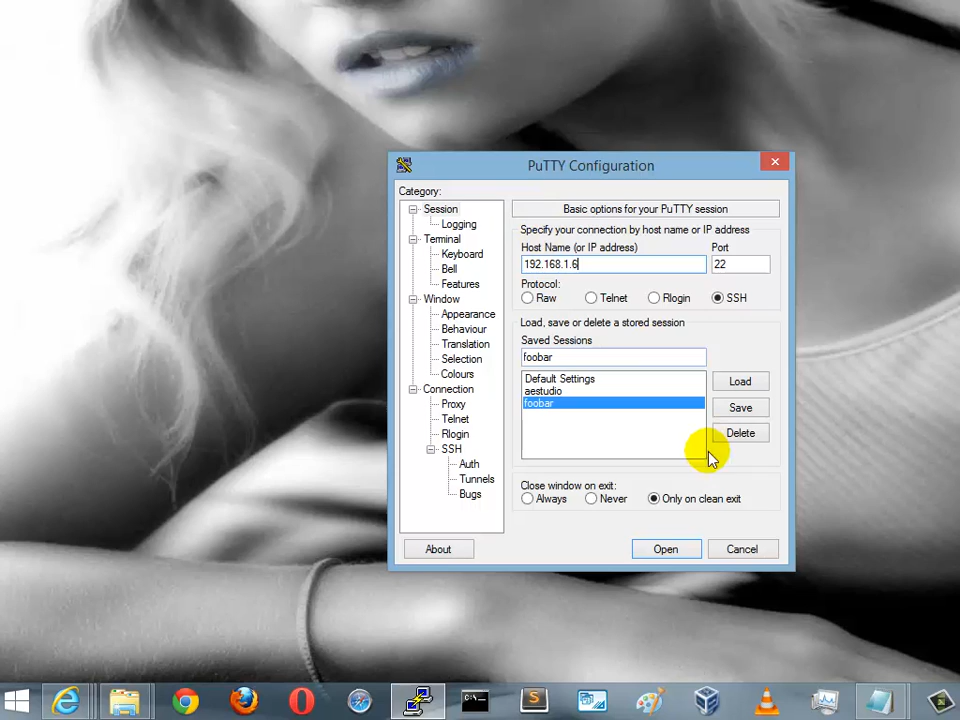 PuTTY Configuration
Category:
Session
Logging
Terminal
Keyboard
Bell
Features
Window
Appearance
Behaviour
Translation
Selection
Colours
Connection
Proxy
Telnet
Rlogin
SSH
Auth
Tunnels
Bugs
Basic options for your PuTTY session
Specify your connection by host name or IP address
Host Name (or IP address) Port
192.168.1.6 22
Protocol:
Raw Telnet Rlogin SSH
Load, save or delete a stored session
Saved Sessions
foobar
Default Settings
aestudio
foobar
Load
Save
Delete
Close window on exit:
Always Never Only on clean exit
About Open Cancel